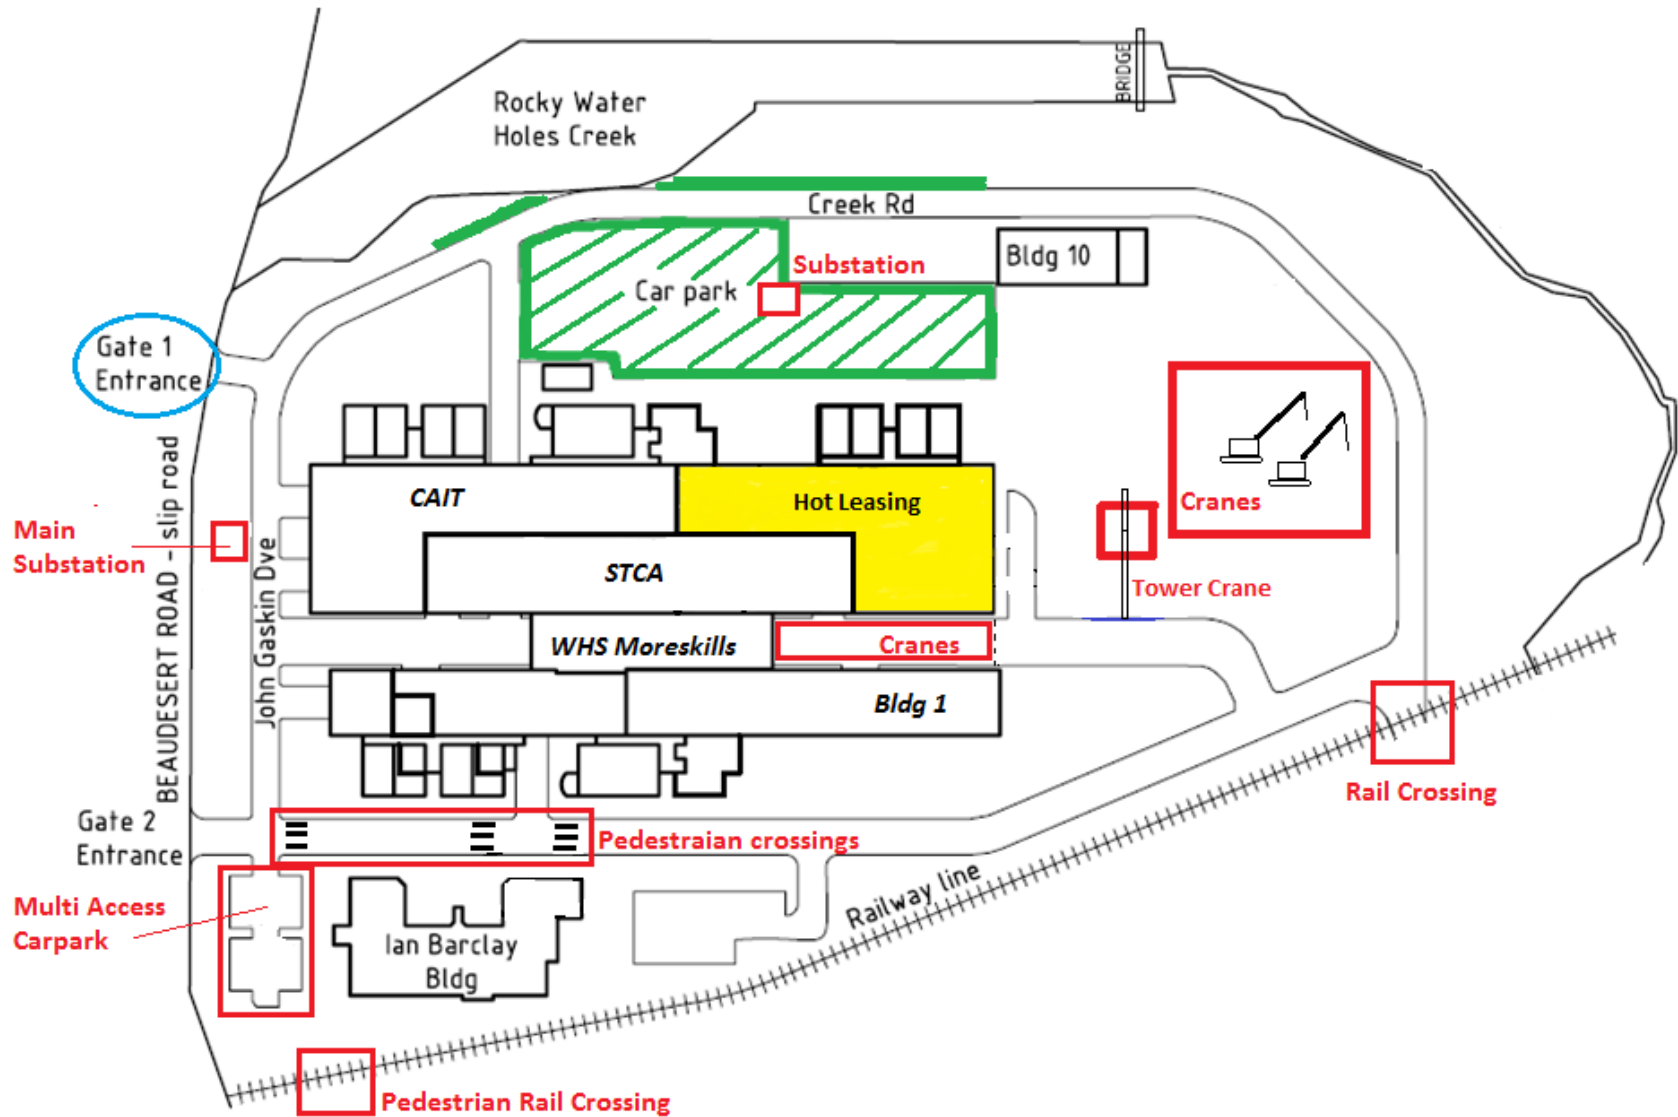 Rocky Water
Holes Creek
BRIDGE
Creek Rd
Bldg 10
Substation
Car park
Gate 1
Entrance
BEAUDESERT ROAD - slip road
John Gaskin Dve
CAIT
Hot Leasing
Cranes
Main
Substation
STCA
Tower Crane
WHS Moreskills
Cranes
Bldg 1
Rail Crossing
Gate 2
Entrance
Pedestraian crossings
Railway line
Multi Access
Carpark
Ian Barclay
Bldg
Pedestrian Rail Crossing